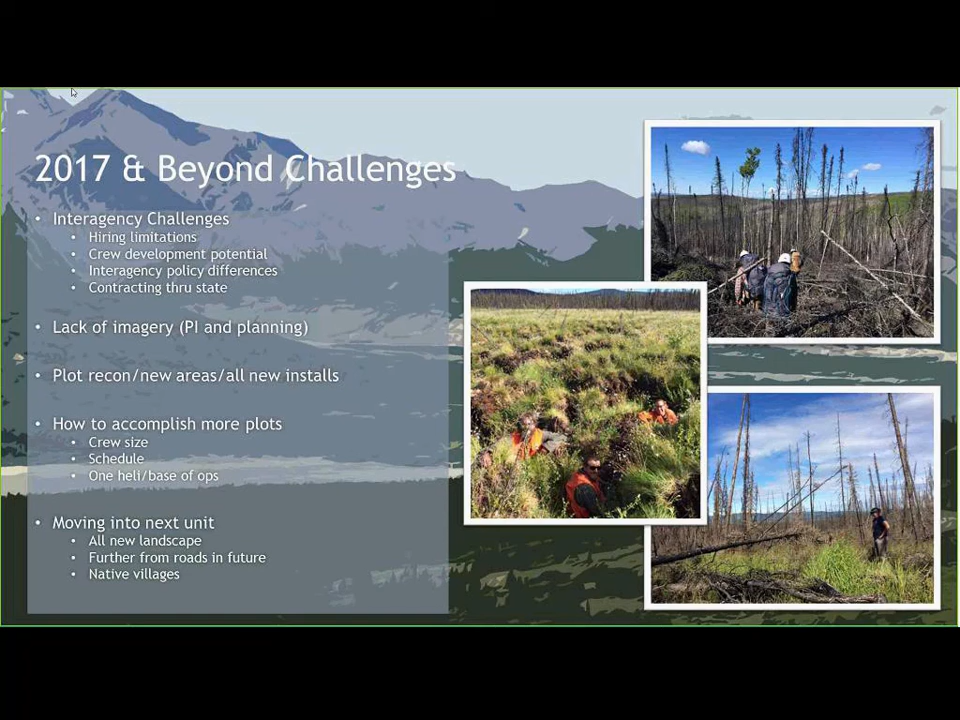 2017 & Beyond Challenges
• Interagency Challenges
• Hiring limitations
• Crew development potential
• Interagency policy differences
• Contracting thru state
• Lack of imagery (PI and planning)
• Plot recon/new areas/all new installs
• How to accomplish more plots
• Crew size
• Schedule
• One heli/base of ops
• Moving into next unit
• All new landscape
• Further from roads in future
• Native villages